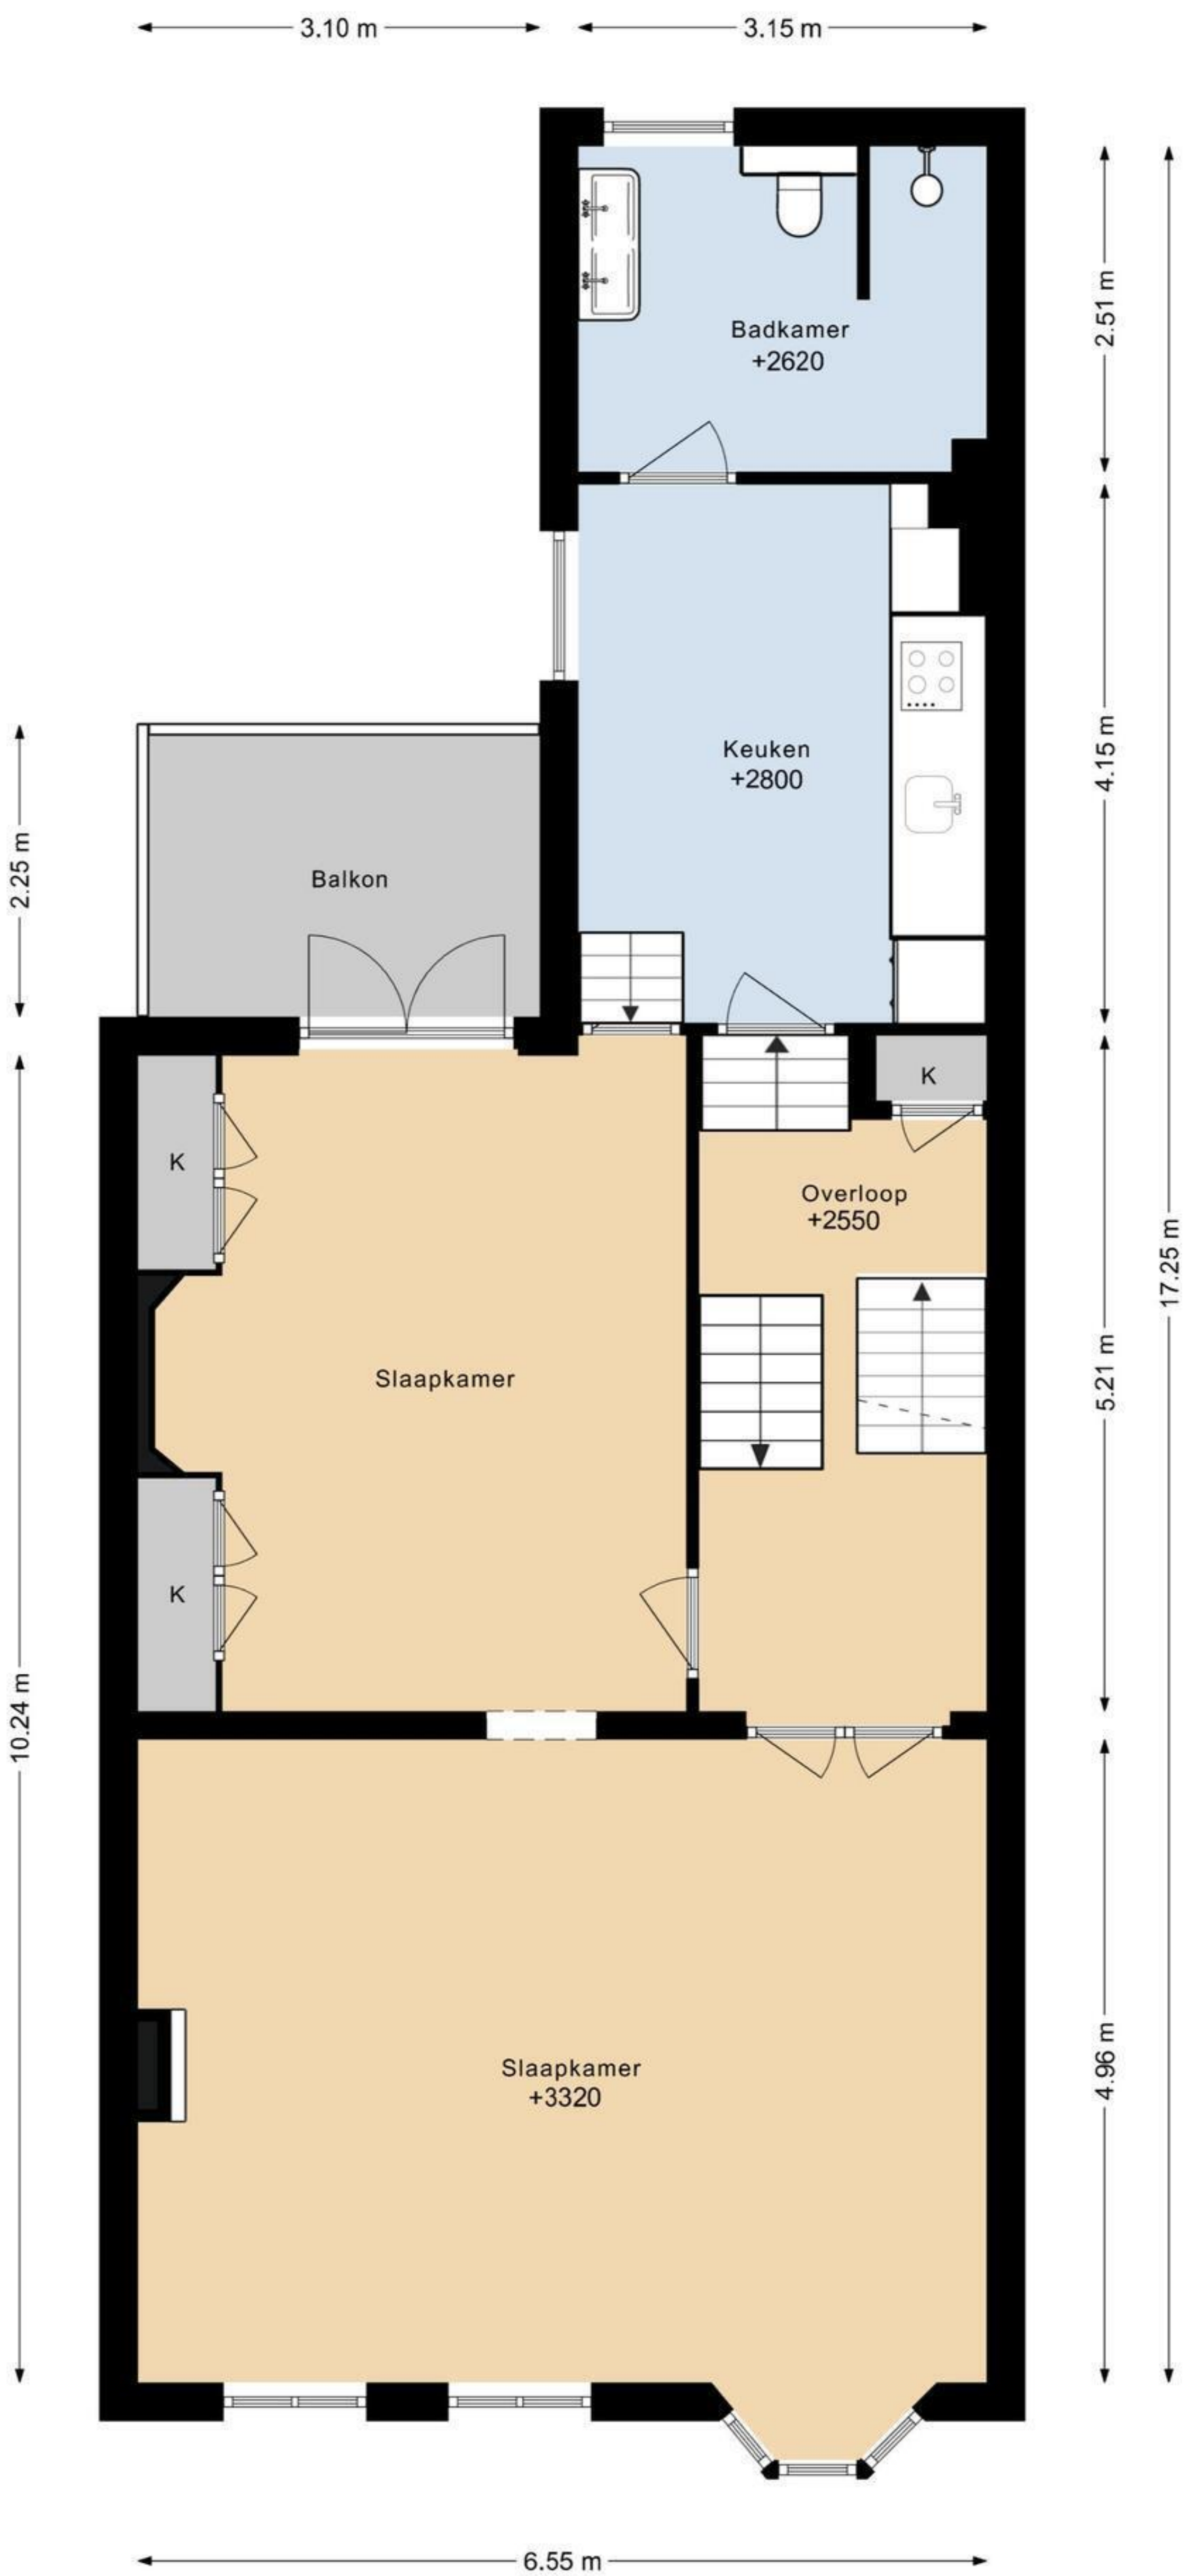 3.10 m
3.15 m
Badkamer
+2620
2.51 m
Keuken
+2800
4.15 m
2.25 m
Balkon
K
K
Overloop
+2550
17.25 m
Slaapkamer
5.21 m
K
10.24 m
Slaapkamer
+3320
4.96 m
6.55 m